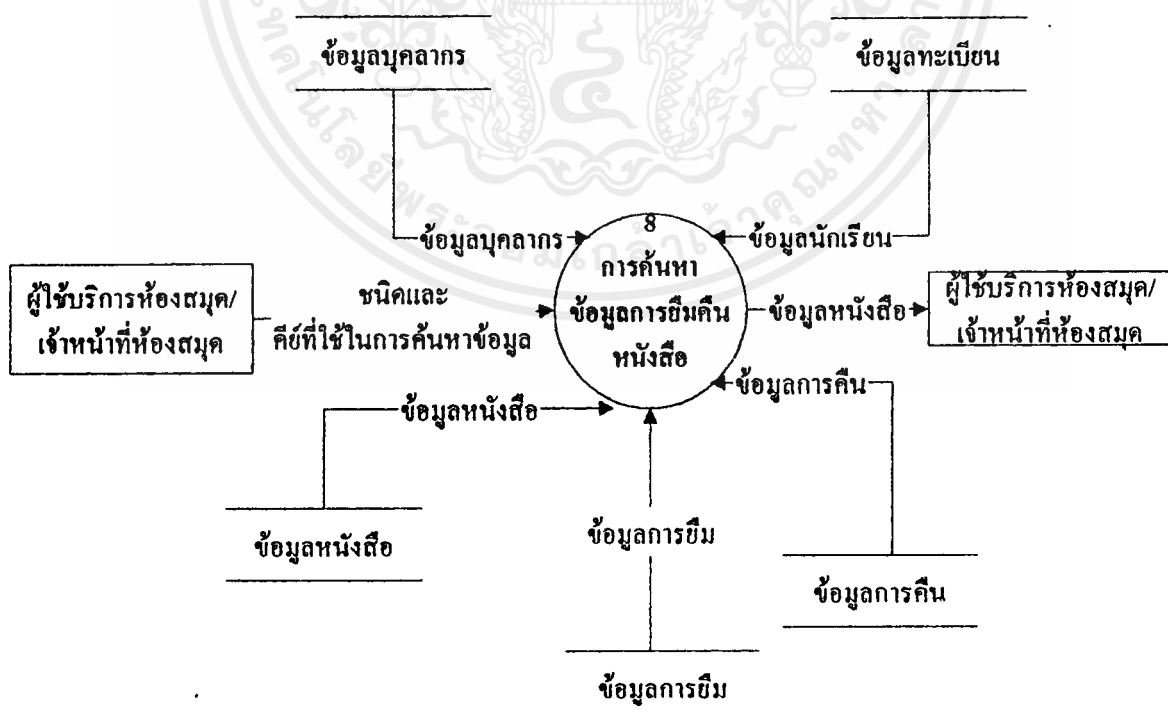 ข้อมูลบุคลากร
ข้อมูลทะเบียน
ข้อมูลบุคลากร
8
ข้อมูลนักเรียน
การค้นหา
ข้อมูลการยืมคืน
หนังสือ
ผู้ใช้บริการห้องสมุด/
เจ้าหน้าที่ห้องสมุด
ชนิดและ
คีย์ที่ใช้ในการค้นหาข้อมูล
ข้อมูลหนังสือ
ผู้ใช้บริการห้องสมุด/
เจ้าหน้าที่ห้องสมุด
ข้อมูลหนังสือ
ข้อมูลการคืน
ข้อมูลหนังสือ
ข้อมูลการยืม
ข้อมูลการคืน
ข้อมูลการยืม